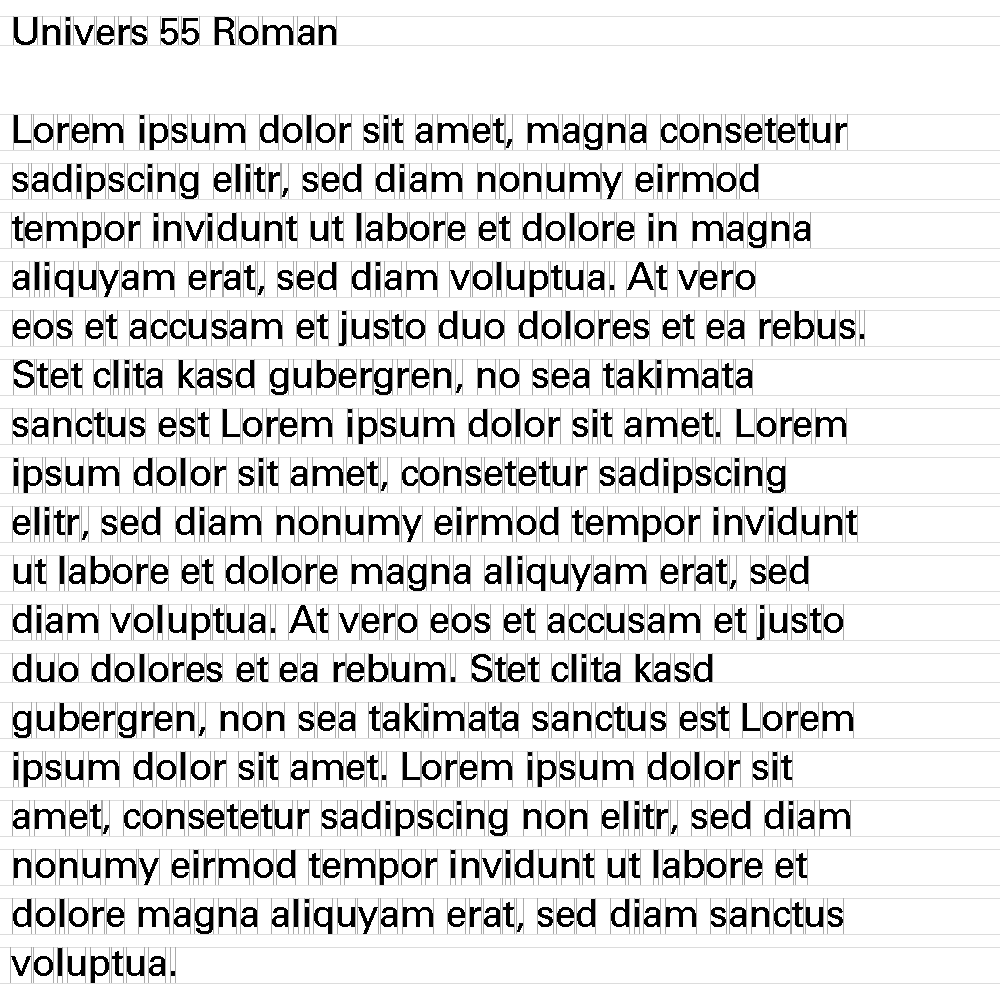 Univers 55 Roman
Lorem ipsum dolor sit amet, magna consetetur
sadipscing elitr, sed diam nonumy eirmod
tempor invidunt ut labore et dolore in magna
aliquyam erat, sed diam voluptua. At vero
eos et accusam et justo duo dolores et ea rebus.
Stet clita kasd gubergren, no sea takimata
sanctus est Lorem ipsum dolor sit amet. Lorem
ipsum dolor sit amet, consetetur sadipscing
elitr, sed diam nonumy eirmod tempor invidunt
ut labore et dolore magna aliquyam erat, sed
diam voluptua. At vero eos et accusam et justo
duo dolores et ea rebum. Stet clita kasd
gubergren, non sea takimata sanctus est Lorem
ipsum dolor sit amet. Lorem ipsum dolor sit
amet, consetetur sadipscing non elitr, sed diam
nonumy eirmod tempor invidunt ut labore et
dolore magna aliquyam erat, sed diam sanctus
voluptua.